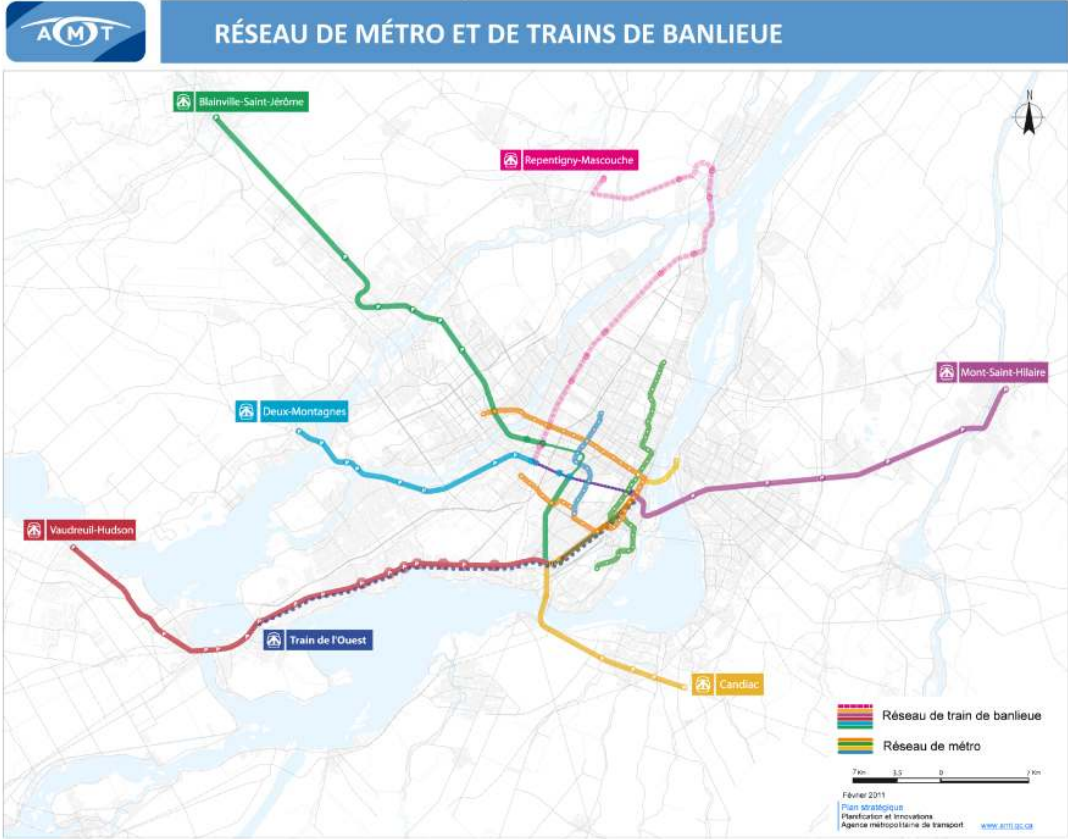 AMT
RÉSEAU DE MÉTRO ET DE TRAINS DE BANLIEUE
Blainville-Saint-Jérôme
N
Repentigny-Mascouche
Mont-Saint-Hilaire
Deux-Montagnes
Vaudreuil-Hudson
Train de l'Ouest
Candiac
Réseau de train de banlieue
Réseau de métro
7 Km 3,5 0 7 Km
Février 2011
Plan stratégique
Planification et Innovations
Agence métropolitaine de transport www.amt.qc.ca